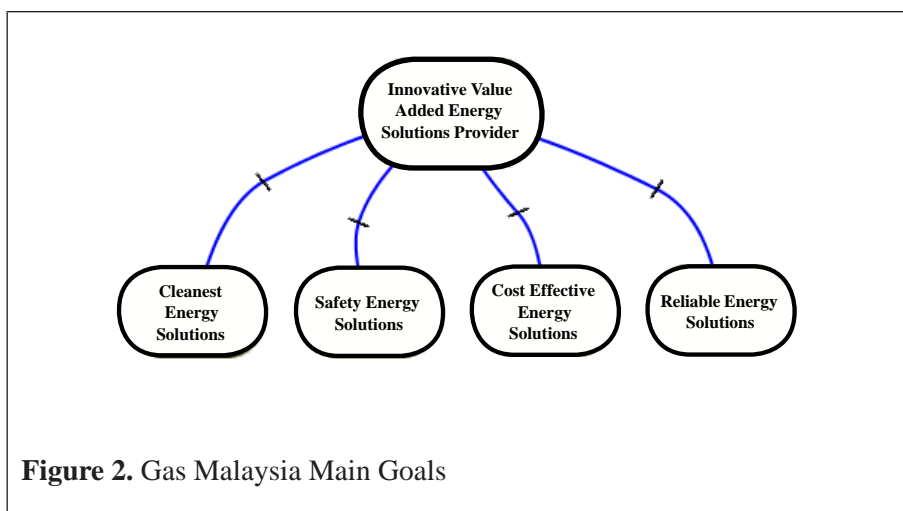 Innovative Value
Added Energy
Solutions Provider
Cleanest
Energy
Solutions
Safety Energy
Solutions
Cost Effective
Energy
Solutions
Reliable Energy
Solutions
Figure 2. Gas Malaysia Main Goals